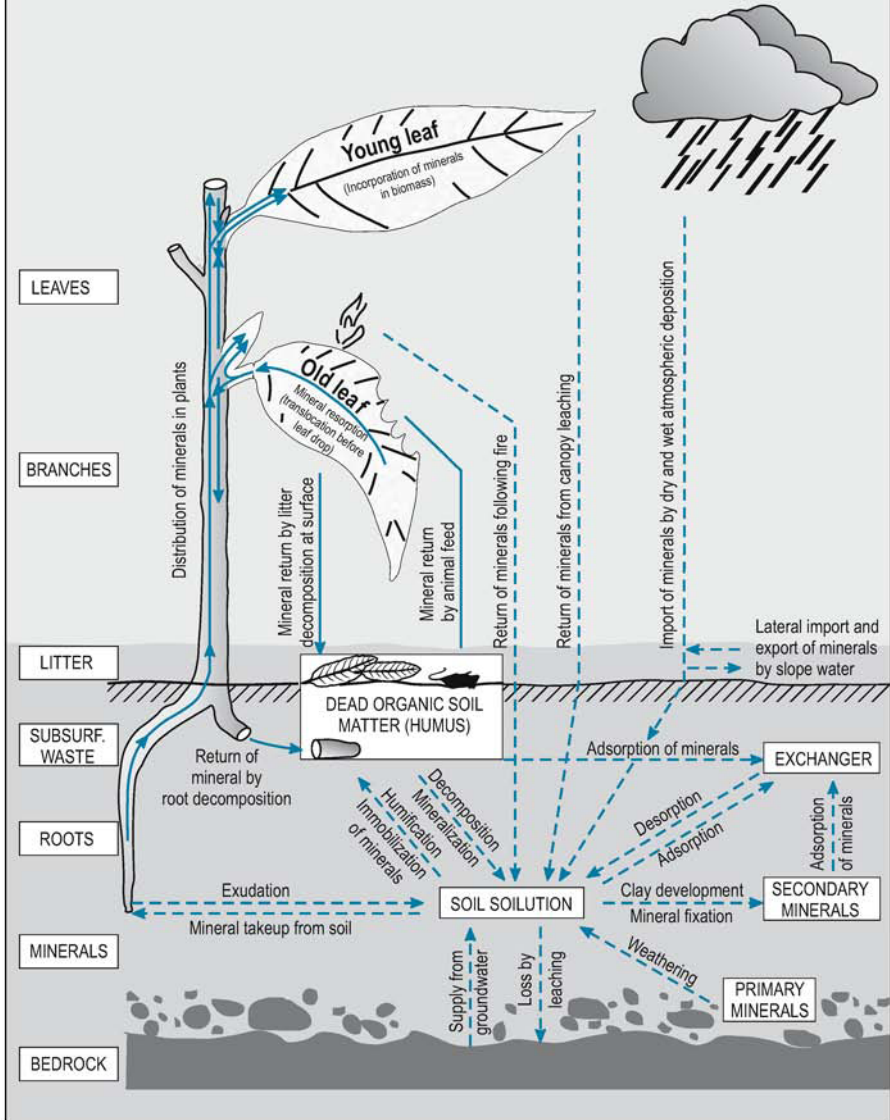 Young leaf
(Incorporation of minerals
in biomass)
LEAVES
Old leaf
Mineral resorption
(translocation before
leaf drop)
BRANCHES
Distribution of minerals in plants
Mineral return by litter
decomposition at surface
Mineral return
by animal feed
Return of minerals following fire
Return of minerals from canopy leaching
Import of minerals by dry and wet atmospheric deposition
Lateral import and
export of minerals
by slope water
LITTER
DEAD ORGANIC SOIL
MATTER (HUMUS)
SUBSURF.
WASTE
Return of
mineral by
root decomposition
Adsorption of minerals
EXCHANGER
Decomposition
Mineralization
Humification
Immobilization
of minerals
Desorption
Adsorption
Adsorption
of minerals
ROOTS
Exudation
Mineral takeup from soil
SOIL SOILUTION
Clay development
Mineral fixation
SECONDARY
MINERALS
MINERALS
Supply from
groundwater
Loss by
leaching
Weathering
PRIMARY
MINERALS
BEDROCK